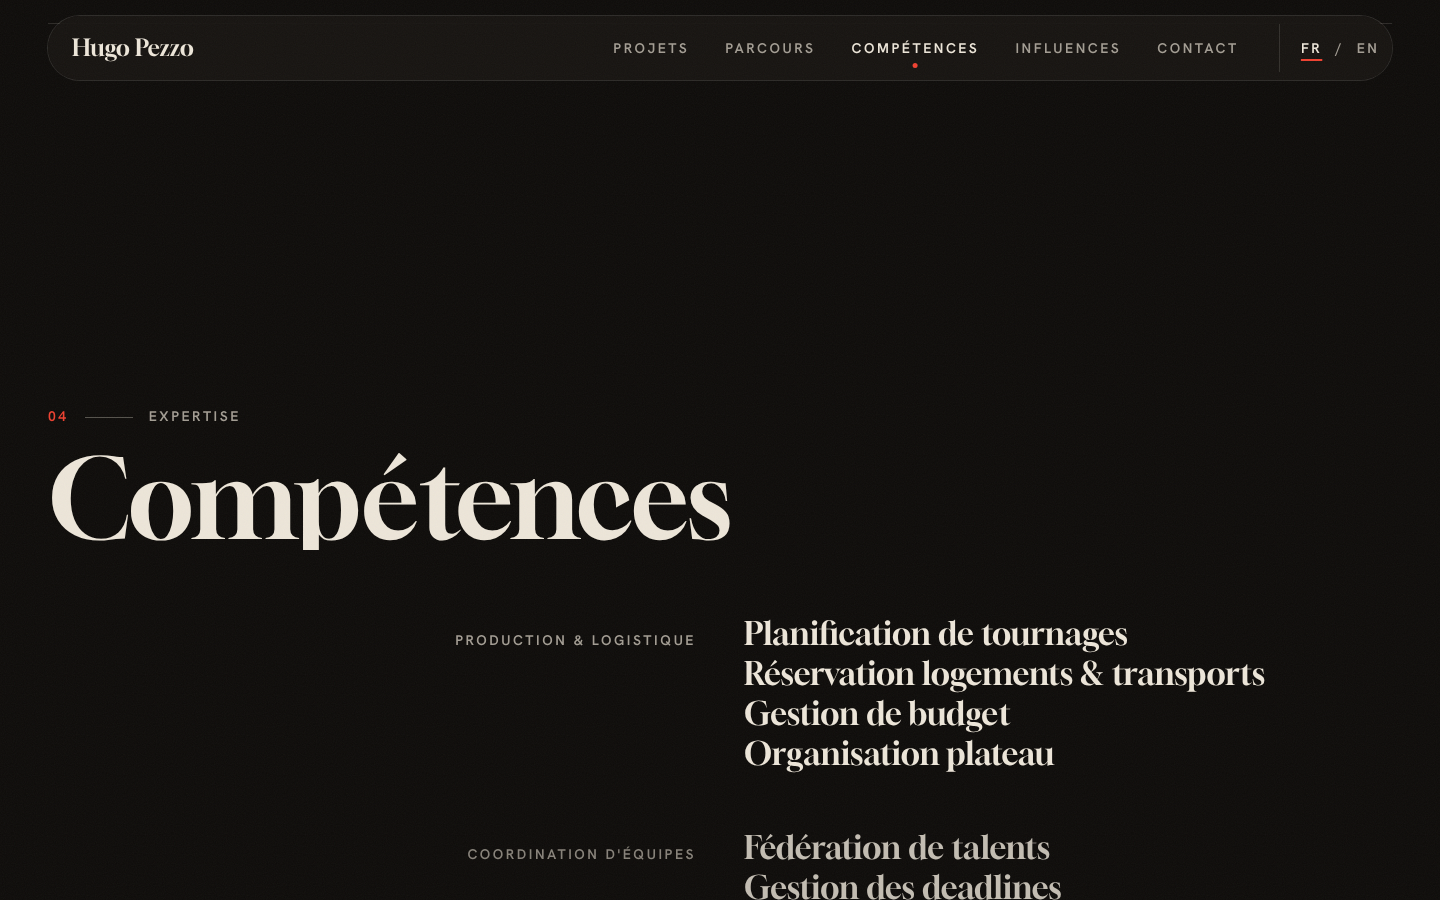 Hugo Pezzo
PROJETS PARCOURS COMPÉTENCES INFLUENCES CONTACT FR / EN
04 EXPERTISE
Compétences
PRODUCTION & LOGISTIQUE
Planification de tournages
Réservation logements & transports
Gestion de budget
Organisation plateau
COORDINATION D'ÉQUIPES
Fédération de talents
Gestion des deadlines